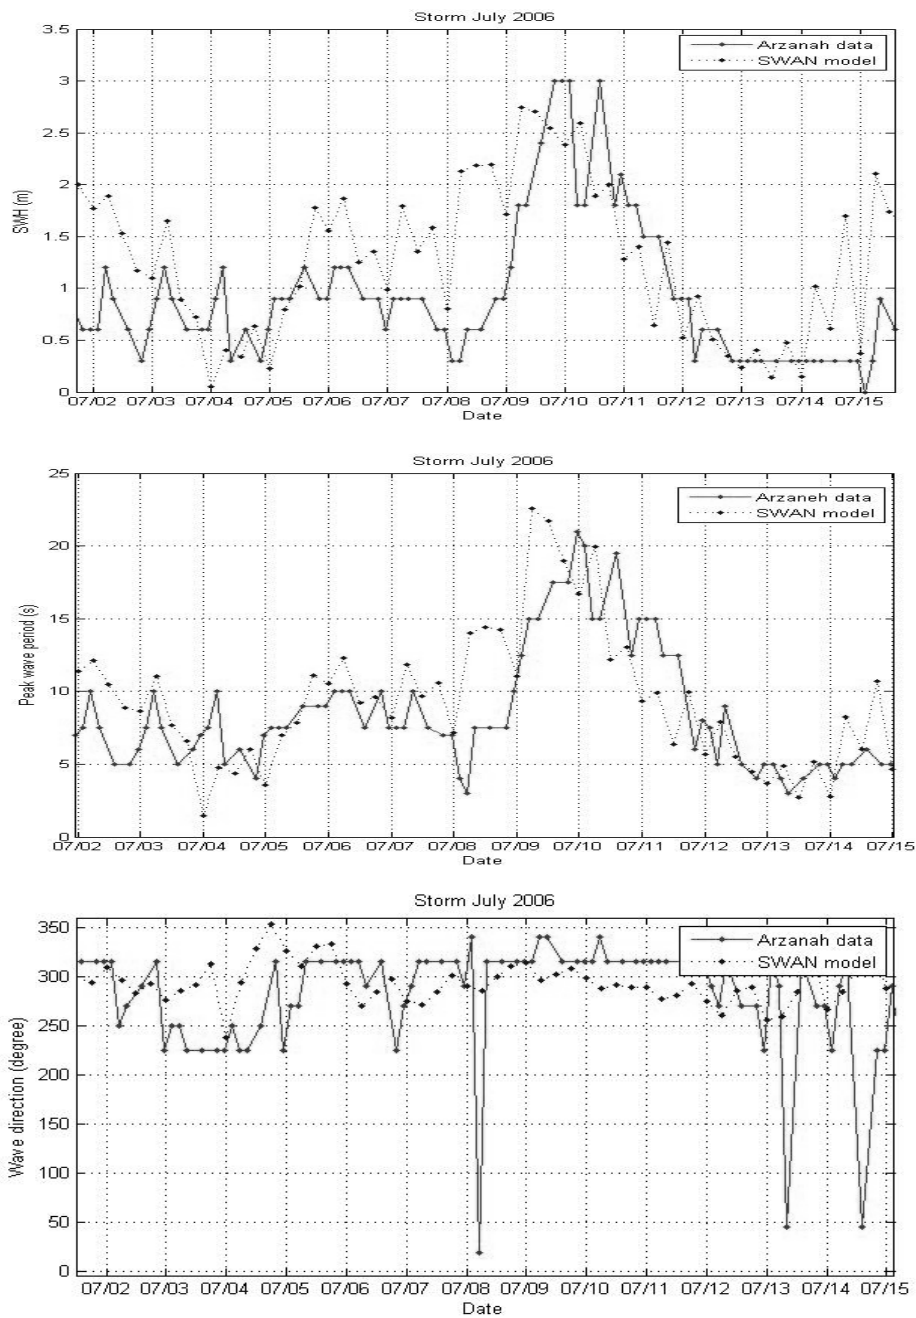 Storm July 2006
3.5
3
2.5
2
1.5
1
0.5
0
SWH (m)
Arzanah data
SWAN model
07/02 07/03 07/04 07/05 07/06 07/07 07/08 07/09 07/10 07/11 07/12 07/13 07/14 07/15
Date
Storm July 2006
25
20
15
10
5
0
Peak wave period (s)
Arzaneh data
SWAN model
07/02 07/03 07/04 07/05 07/06 07/07 07/08 07/09 07/10 07/11 07/12 07/13 07/14 07/15
Date
Storm July 2006
350
300
250
200
150
100
50
0
Wave direction (degree)
Arzanah data
SWAN model
07/02 07/03 07/04 07/05 07/06 07/07 07/08 07/09 07/10 07/11 07/12 07/13 07/14 07/15
Date